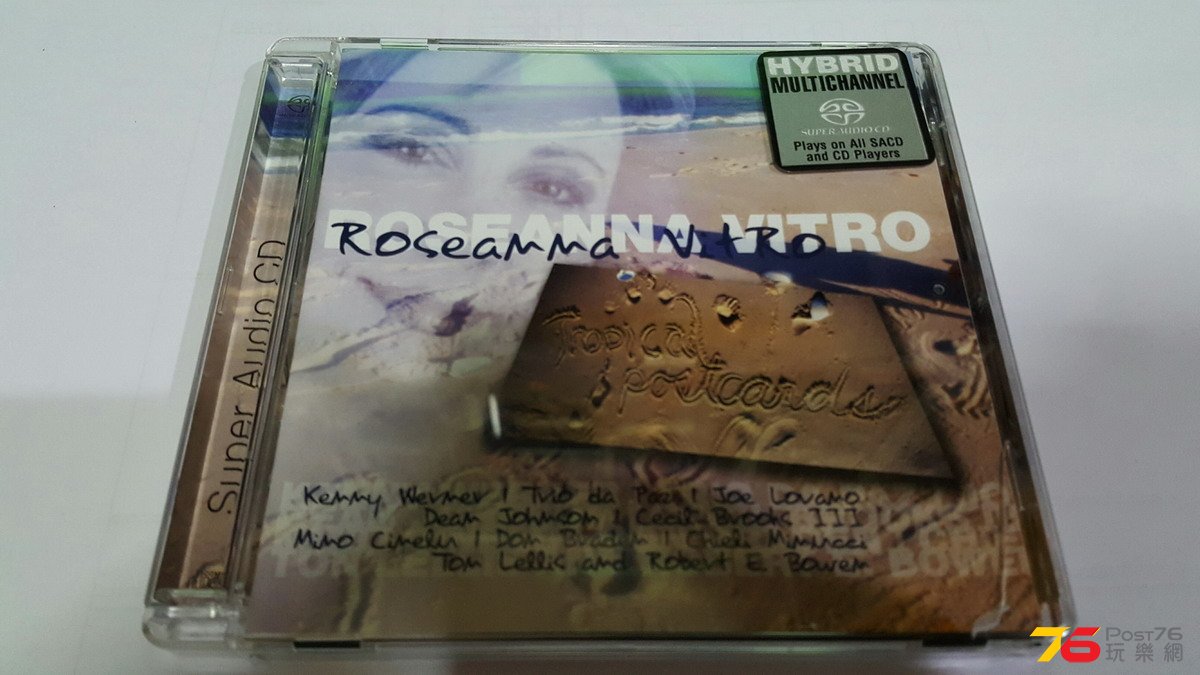 HYBRID
MULTICHANNEL
SUPER AUDIO CD
Plays on All SACD
and CD Players
ROSEANNA VITRO
Roseanna VitRo
Tropical
postcards
Kenny Werner | Trio da Paz | Joe Lovano
Dean Johnson | Cecil Brooks III |
Mino Cinelu | Don Braden | Chieli Minucci
Tom Lellis and Robert E Bowen
BOWE
Super Audio CD
76 POST76
玩樂網